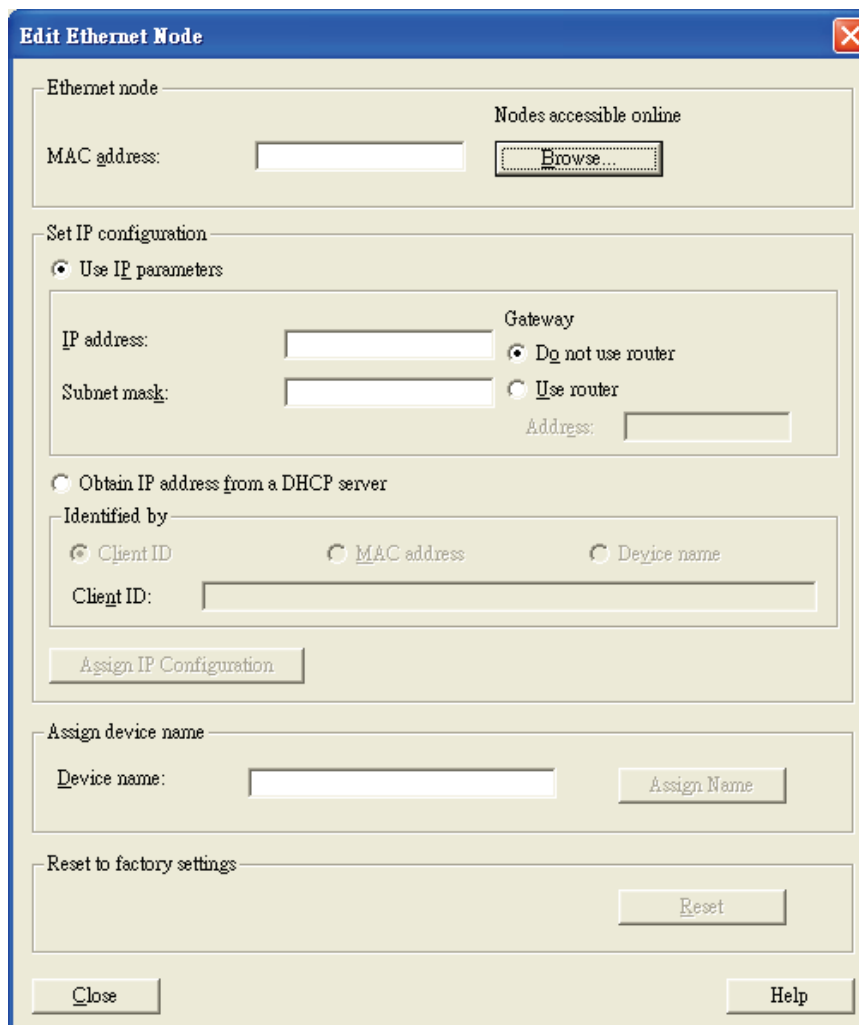 Edit Ethernet Node
Ethernet node
Nodes accessible online
MAC address:
Browse...
Set IP configuration
Use IP parameters
Gateway
IP address:
Do not use router
Subnet mask:
Use router
Address:
Obtain IP address from a DHCP server
Identified by
Client ID
MAC address
Device name
Client ID:
Assign IP Configuration
Assign device name
Device name:
Assign Name
Reset to factory settings
Reset
Close
Help